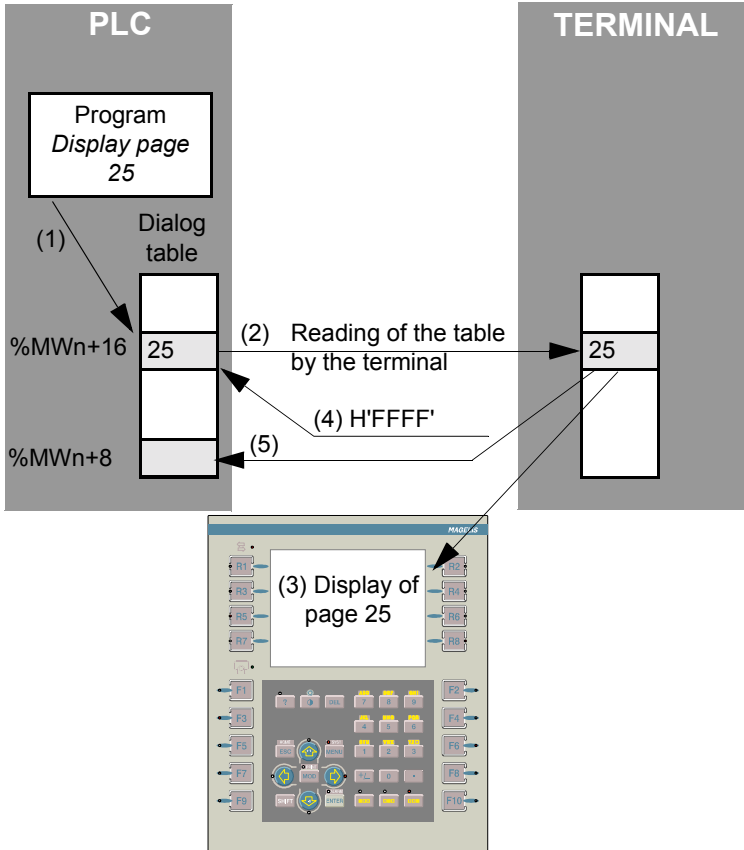 PLC
TERMINAL
Program
Display page
25
(1)
Dialog
table
%MWn+16
25
(2) Reading of the table
by the terminal
25
(4) H'FFFF'
%MWn+8
(5)
MAGELIS
R1
R2
(3) Display of
page 25
R3
R4
R5
R6
R7
R8
F1
F2
? DEL 7 8 9
F3
F4
4 5 6
F5
F6
ESC MENU 1 2 3
F7
F8
MOD +/- 0 .
F9
F10
SHIFT ENTER